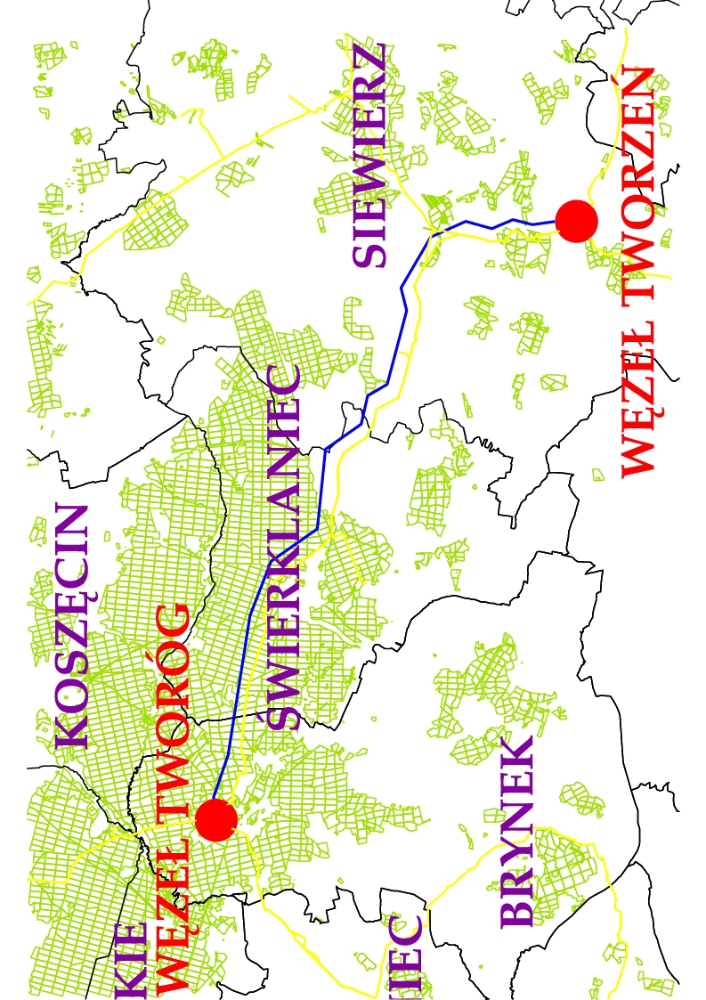 KOSZĘCIN
KIE
WĘZEŁ TWORÓG
ŚWIERKLANIEC
SIEWIERZ
IEC
BRYNEK
WĘZEŁ TWORZEŃ